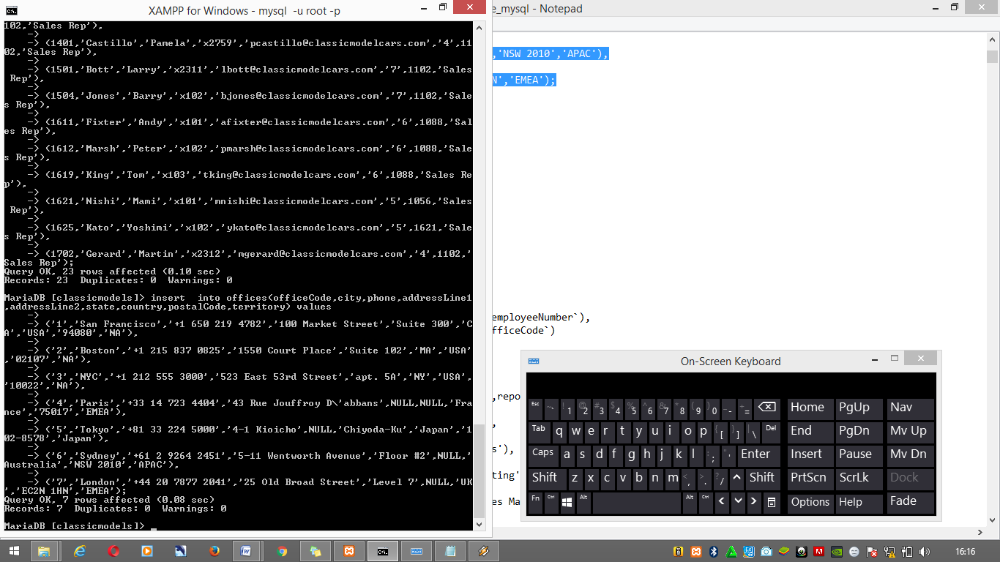 XAMPP for Windows - mysql  -u root -p
102,'Sales Rep'),
    ->
    -> (1401,'Castillo','Pamela','x2759','pcastillo@classicmodelcars.com','4',11
02,'Sales Rep'),
    ->
    -> (1501,'Bott','Larry','x2311','lbott@classicmodelcars.com','7',1102,'Sales
 Rep'),
    ->
    -> (1504,'Jones','Barry','x102','bjones@classicmodelcars.com','7',1102,'Sale
s Rep'),
    ->
    -> (1611,'Fixter','Andy','x101','afixter@classicmodelcars.com','6',1088,'Sal
es Rep'),
    ->
    -> (1612,'Marsh','Peter','x102','pmarsh@classicmodelcars.com','6',1088,'Sale
s Rep'),
    ->
    -> (1619,'King','Tom','x103','tking@classicmodelcars.com','6',1088,'Sales Re
p'),
    ->
    -> (1621,'Nishi','Mami','x101','mnishi@classicmodelcars.com','5',1056,'Sales
 Rep'),
    ->
    -> (1625,'Kato','Yoshimi','x102','ykato@classicmodelcars.com','5',1621,'Sale
s Rep'),
    ->
    -> (1702,'Gerard','Martin','x2312','mgerard@classicmodelcars.com','4',1102,'
Sales Rep');
Query OK, 23 rows affected (0.10 sec)
Records: 23  Duplicates: 0  Warnings: 0
MariaDB [classicmodels]> insert  into offices(officeCode,city,phone,addressLine1
,addressLine2,state,country,postalCode,territory) values
    ->
    -> ('1','San Francisco','+1 650 219 4782','100 Market Street','Suite 300','C
A','USA','94080','NA'),
    ->
    -> ('2','Boston','+1 215 837 0825','1550 Court Place','Suite 102','MA','USA'
,'02107','NA'),
    ->
    -> ('3','NYC','+1 212 555 3000','523 East 53rd Street','apt. 5A','NY','USA',
'10022','NA'),
    ->
    -> ('4','Paris','+33 14 723 4404','43 Rue Jouffroy D\'abbans',NULL,NULL,'Fra
nce','75017','EMEA'),
    ->
    -> ('5','Tokyo','+81 33 224 5000','4-1 Kioicho',NULL,'Chiyoda-Ku','Japan','1
02-8578','Japan'),
    ->
    -> ('6','Sydney','+61 2 9264 2451','5-11 Wentworth Avenue','Floor #2',NULL,'
Australia','NSW 2010','APAC'),
    ->
    -> ('7','London','+44 20 7877 2041','25 Old Broad Street','Level 7',NULL,'UK
','EC2N 1HN','EMEA');
Query OK, 7 rows affected (0.08 sec)
Records: 7  Duplicates: 0  Warnings: 0
MariaDB [classicmodels]> _
e_mysql - Notepad
,'NSW 2010','APAC'),
N','EMEA');
employeeNumber`),
fficeCode`)
,repo
,
s'),
ting'
es Ma
On-Screen Keyboard
Esc ~ ` ! 1 @ 2 # 3 $ 4 % 5 ^ 6 & 7 * 8 ( 9 ) 0 _ - + = Home PgUp Nav
Tab q w e r t y u i o p { [ } ] | \ Del End PgDn Mv Up
Caps a s d f g h j k l : ; " ' Enter Insert Pause Mv Dn
Shift z x c v b n m < , > . ? / Shift PrtScn ScrLk Dock
Fn Ctrl Alt Alt Ctrl Options Help Fade
16:16